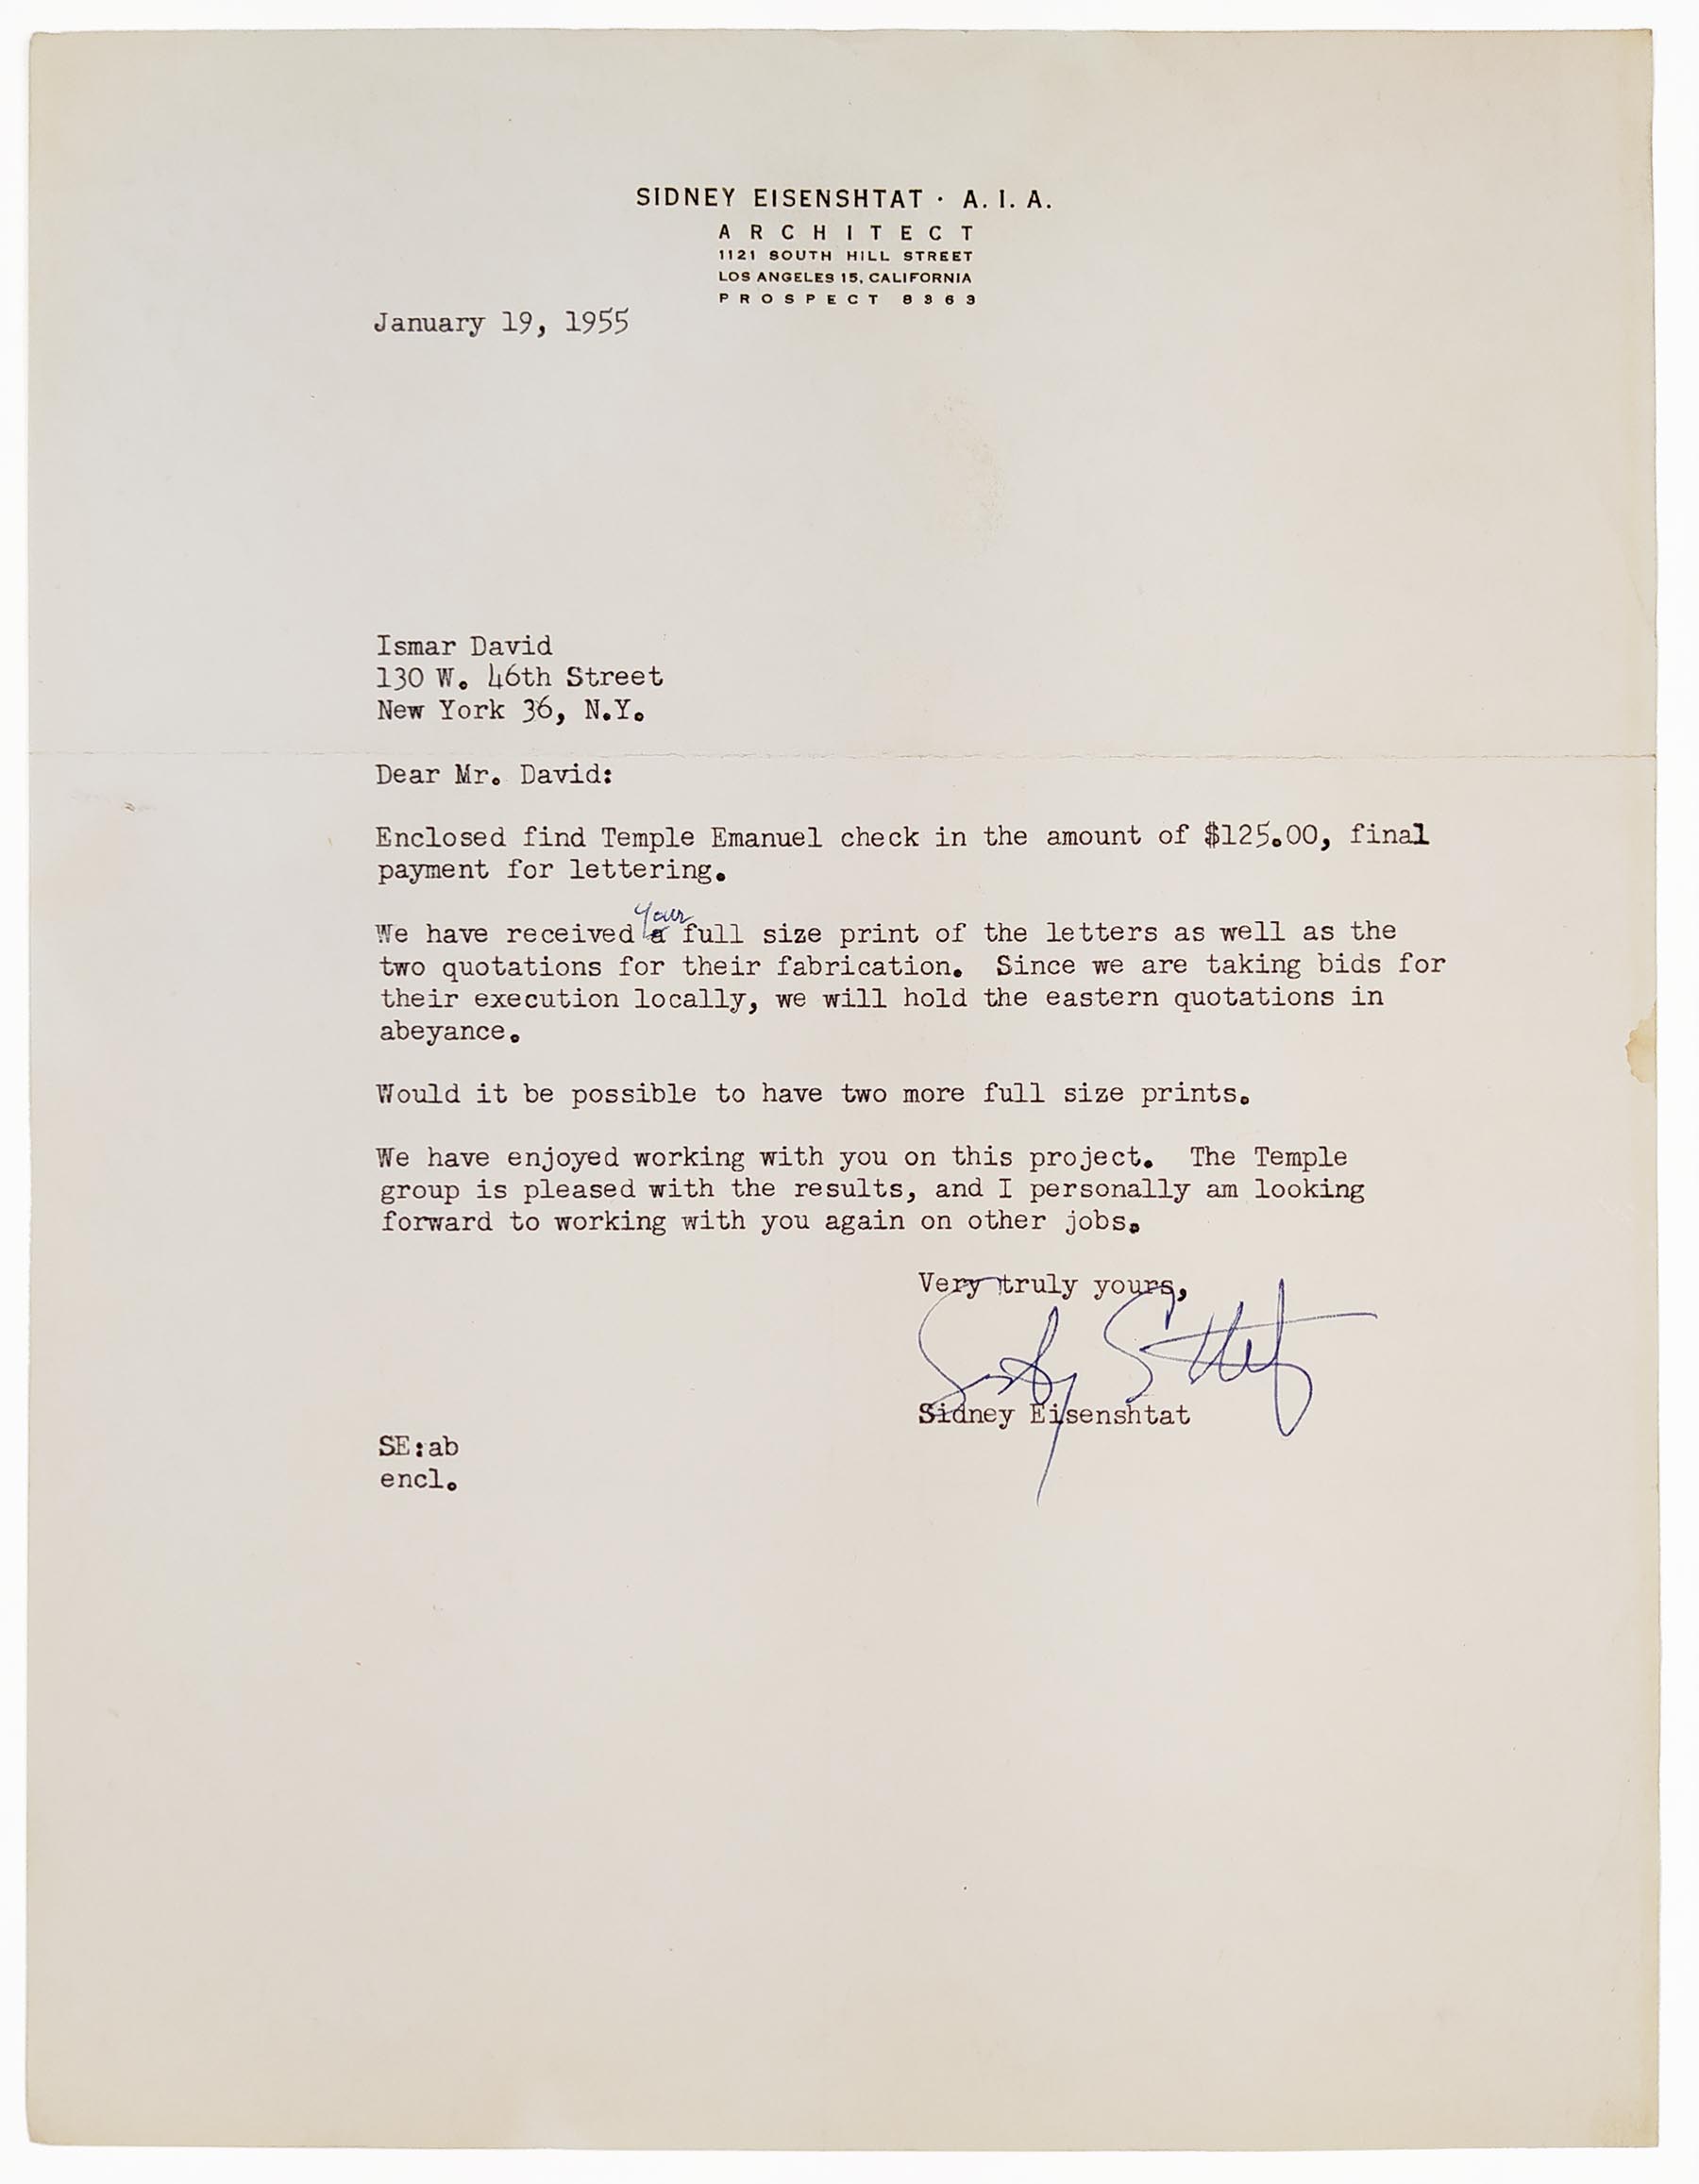 SIDNEY EISENSHTAT · A. I. A.
ARCHITECT
1121 SOUTH HILL STREET
LOS ANGELES 15, CALIFORNIA
PROSPECT 8363
January 19, 1955
Ismar David
130 W. 46th Street
New York 36, N.Y.
Dear Mr. David:
Enclosed find Temple Emanuel check in the amount of $125.00, final
payment for lettering.
Your
We have received a full size print of the letters as well as the
two quotations for their fabrication.  Since we are taking bids for
their execution locally, we will hold the eastern quotations in
abeyance.
Would it be possible to have two more full size prints.
We have enjoyed working with you on this project.  The Temple
group is pleased with the results, and I personally am looking
forward to working with you again on other jobs.
Very truly yours,
Sidney Eisenshtat
SE:ab
encl.